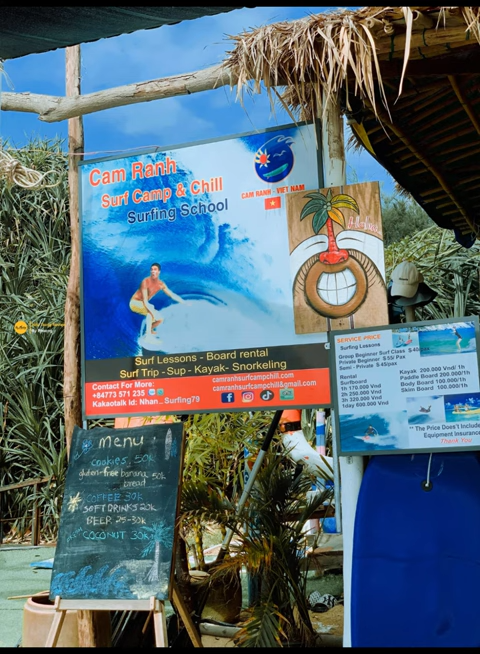 Cam Ranh
Surf Camp & Chill
Surfing School
CAM RANH - VIET NAM
Surf Lessons - Board rental
Surf Trip - Sup - Kayak- Snorkeling
Contact For More:
+84773 571 235
Kakaotalk Id: Nhan_Surfing79
camranhsurfcampchill.com
camranhsurfcampchill@gmail.com
SERVICE PRICE
Surfing Lessons
Group Beginner Surf Class
Private Beginner
Semi - Private
Rental
Surfboard
1h 170.000 Vnd
2h 250.000 Vnd
3h 320.000 Vnd
1day 600.000 Vnd
Kayak 200.000 Vnd/ 1h
Paddle Board 200.000/1h
Body Board 100.000/1h
Skim Board 100.000/1h
** The Price Does't Include
Equipment Insurance
Thank You
Menu
cookies, 50k
gluten-free banana bread 50k
COFFEE 30k
SOFT DRINKS 20k
BEER 25-30k
COCONUT 30k